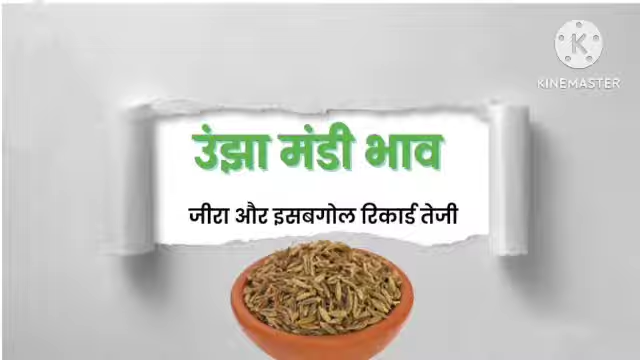 K
KINEMASTER
उंझा मंडी भाव
जीरा और इसबगोल रिकार्ड तेजी